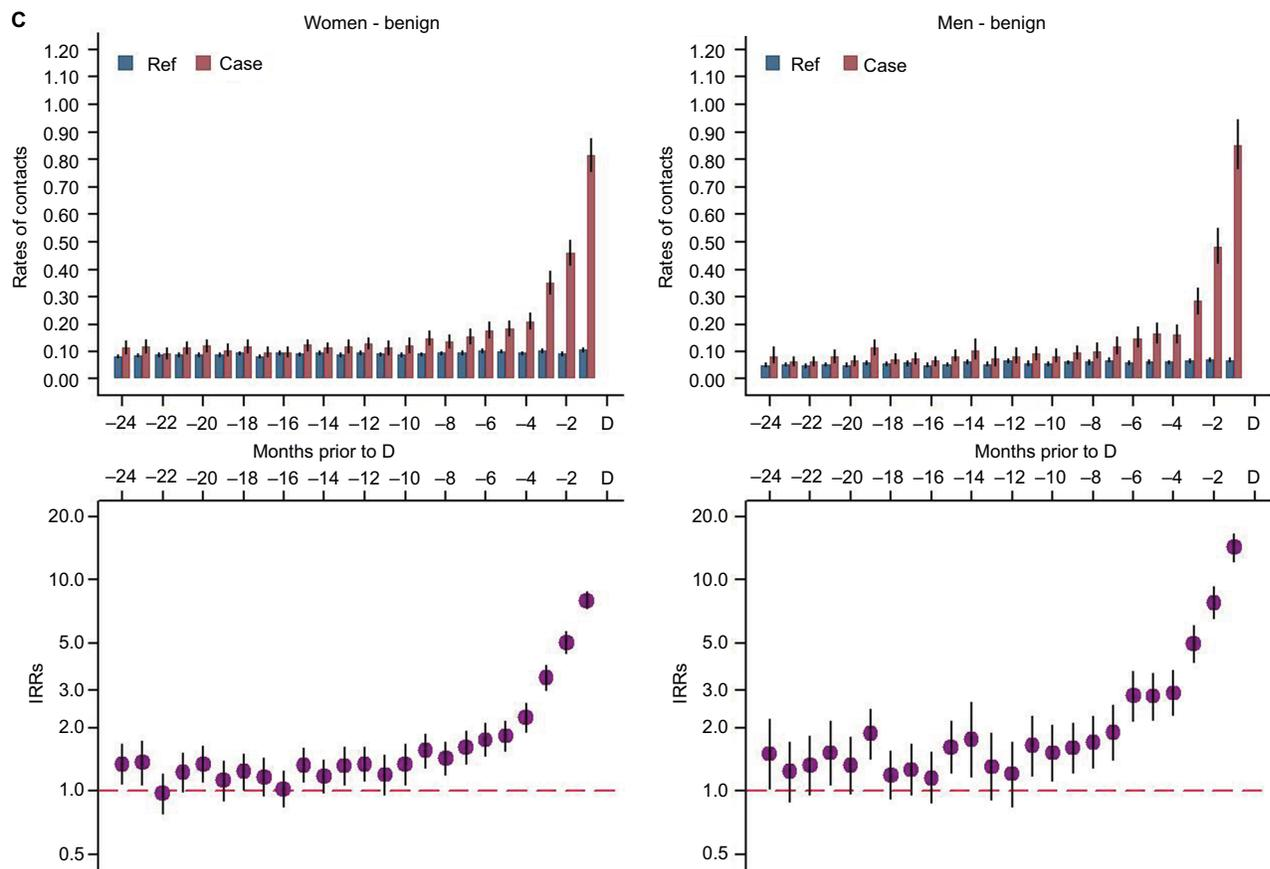 C
Women - benign
Ref Case
Rates of contacts
1.20
1.10
1.00
0.90
0.80
0.70
0.60
0.50
0.40
0.30
0.20
0.10
0.00
–24 –22 –20 –18 –16 –14 –12 –10 –8 –6 –4 –2 D
Months prior to D
–24 –22 –20 –18 –16 –14 –12 –10 –8 –6 –4 –2 D
IRRs
20.0
10.0
5.0
3.0
2.0
1.0
0.5
Men - benign
Ref Case
Rates of contacts
1.20
1.10
1.00
0.90
0.80
0.70
0.60
0.50
0.40
0.30
0.20
0.10
0.00
–24 –22 –20 –18 –16 –14 –12 –10 –8 –6 –4 –2 D
Months prior to D
–24 –22 –20 –18 –16 –14 –12 –10 –8 –6 –4 –2 D
IRRs
20.0
10.0
5.0
3.0
2.0
1.0
0.5